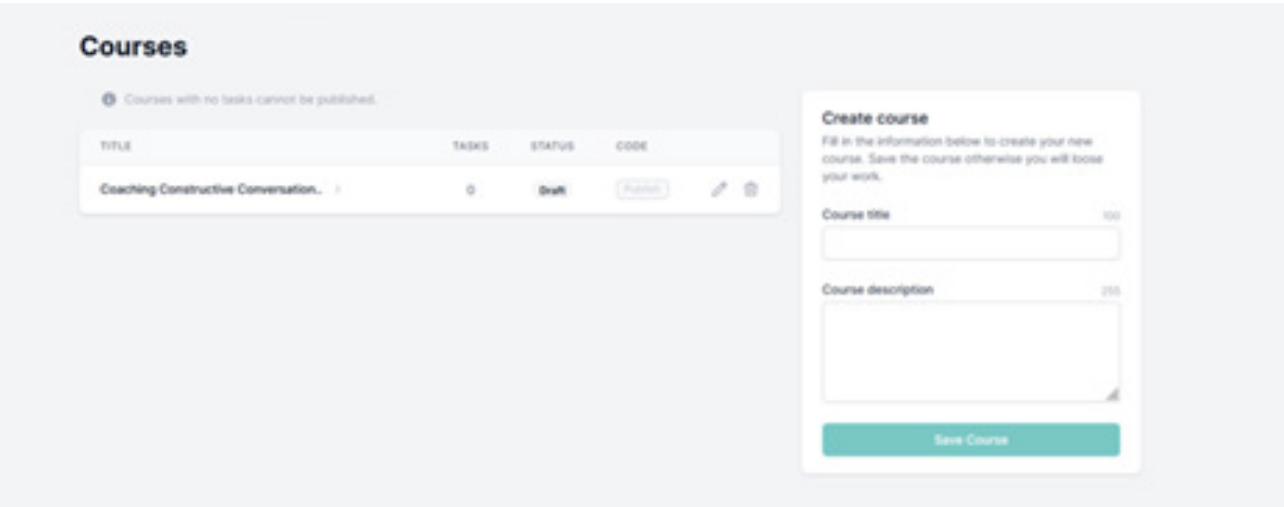 Courses
Courses with no tasks cannot be published.
TITLE TASKS STATUS CODE
Coaching Constructive Conversation.. 0 Draft Publish
Create course
Fill in the information below to create your new
course. Save the course otherwise you will loose
your work.
Course title 100
Course description 255
Save Course